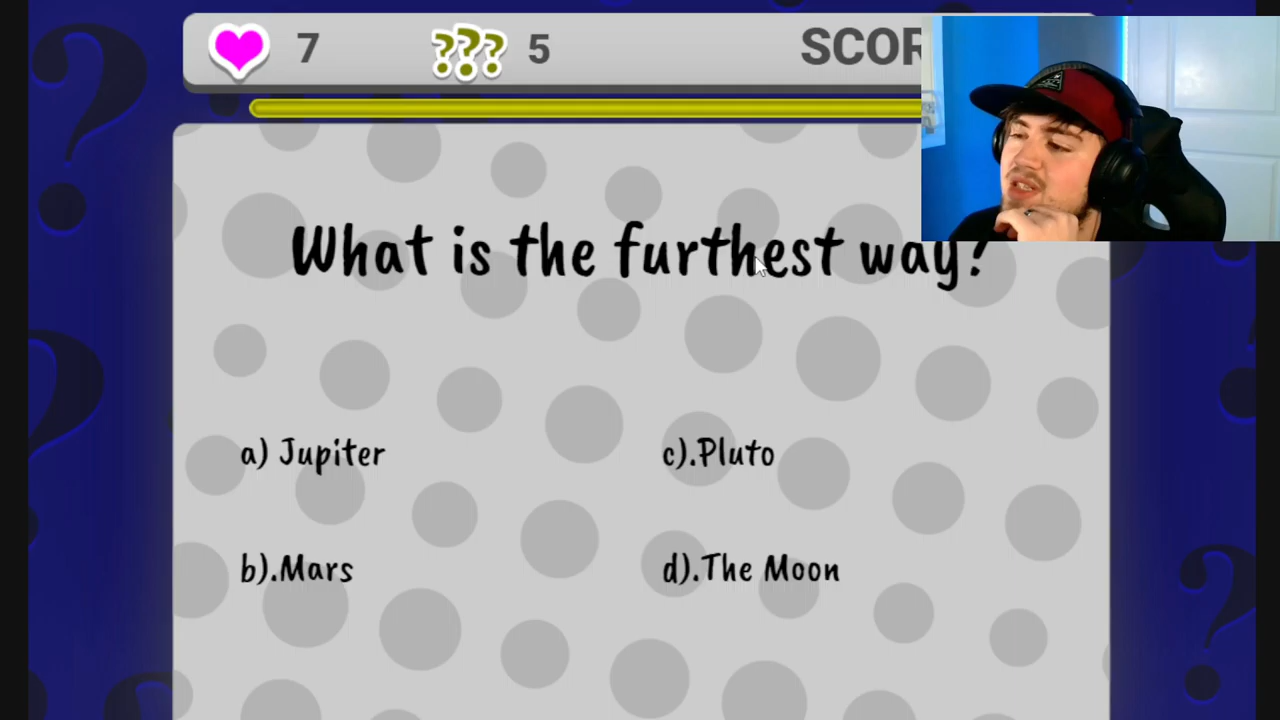 7 ??? 5 SCOR
What is the furthest way?
a) Jupiter
c).Pluto
b).Mars
d).The Moon